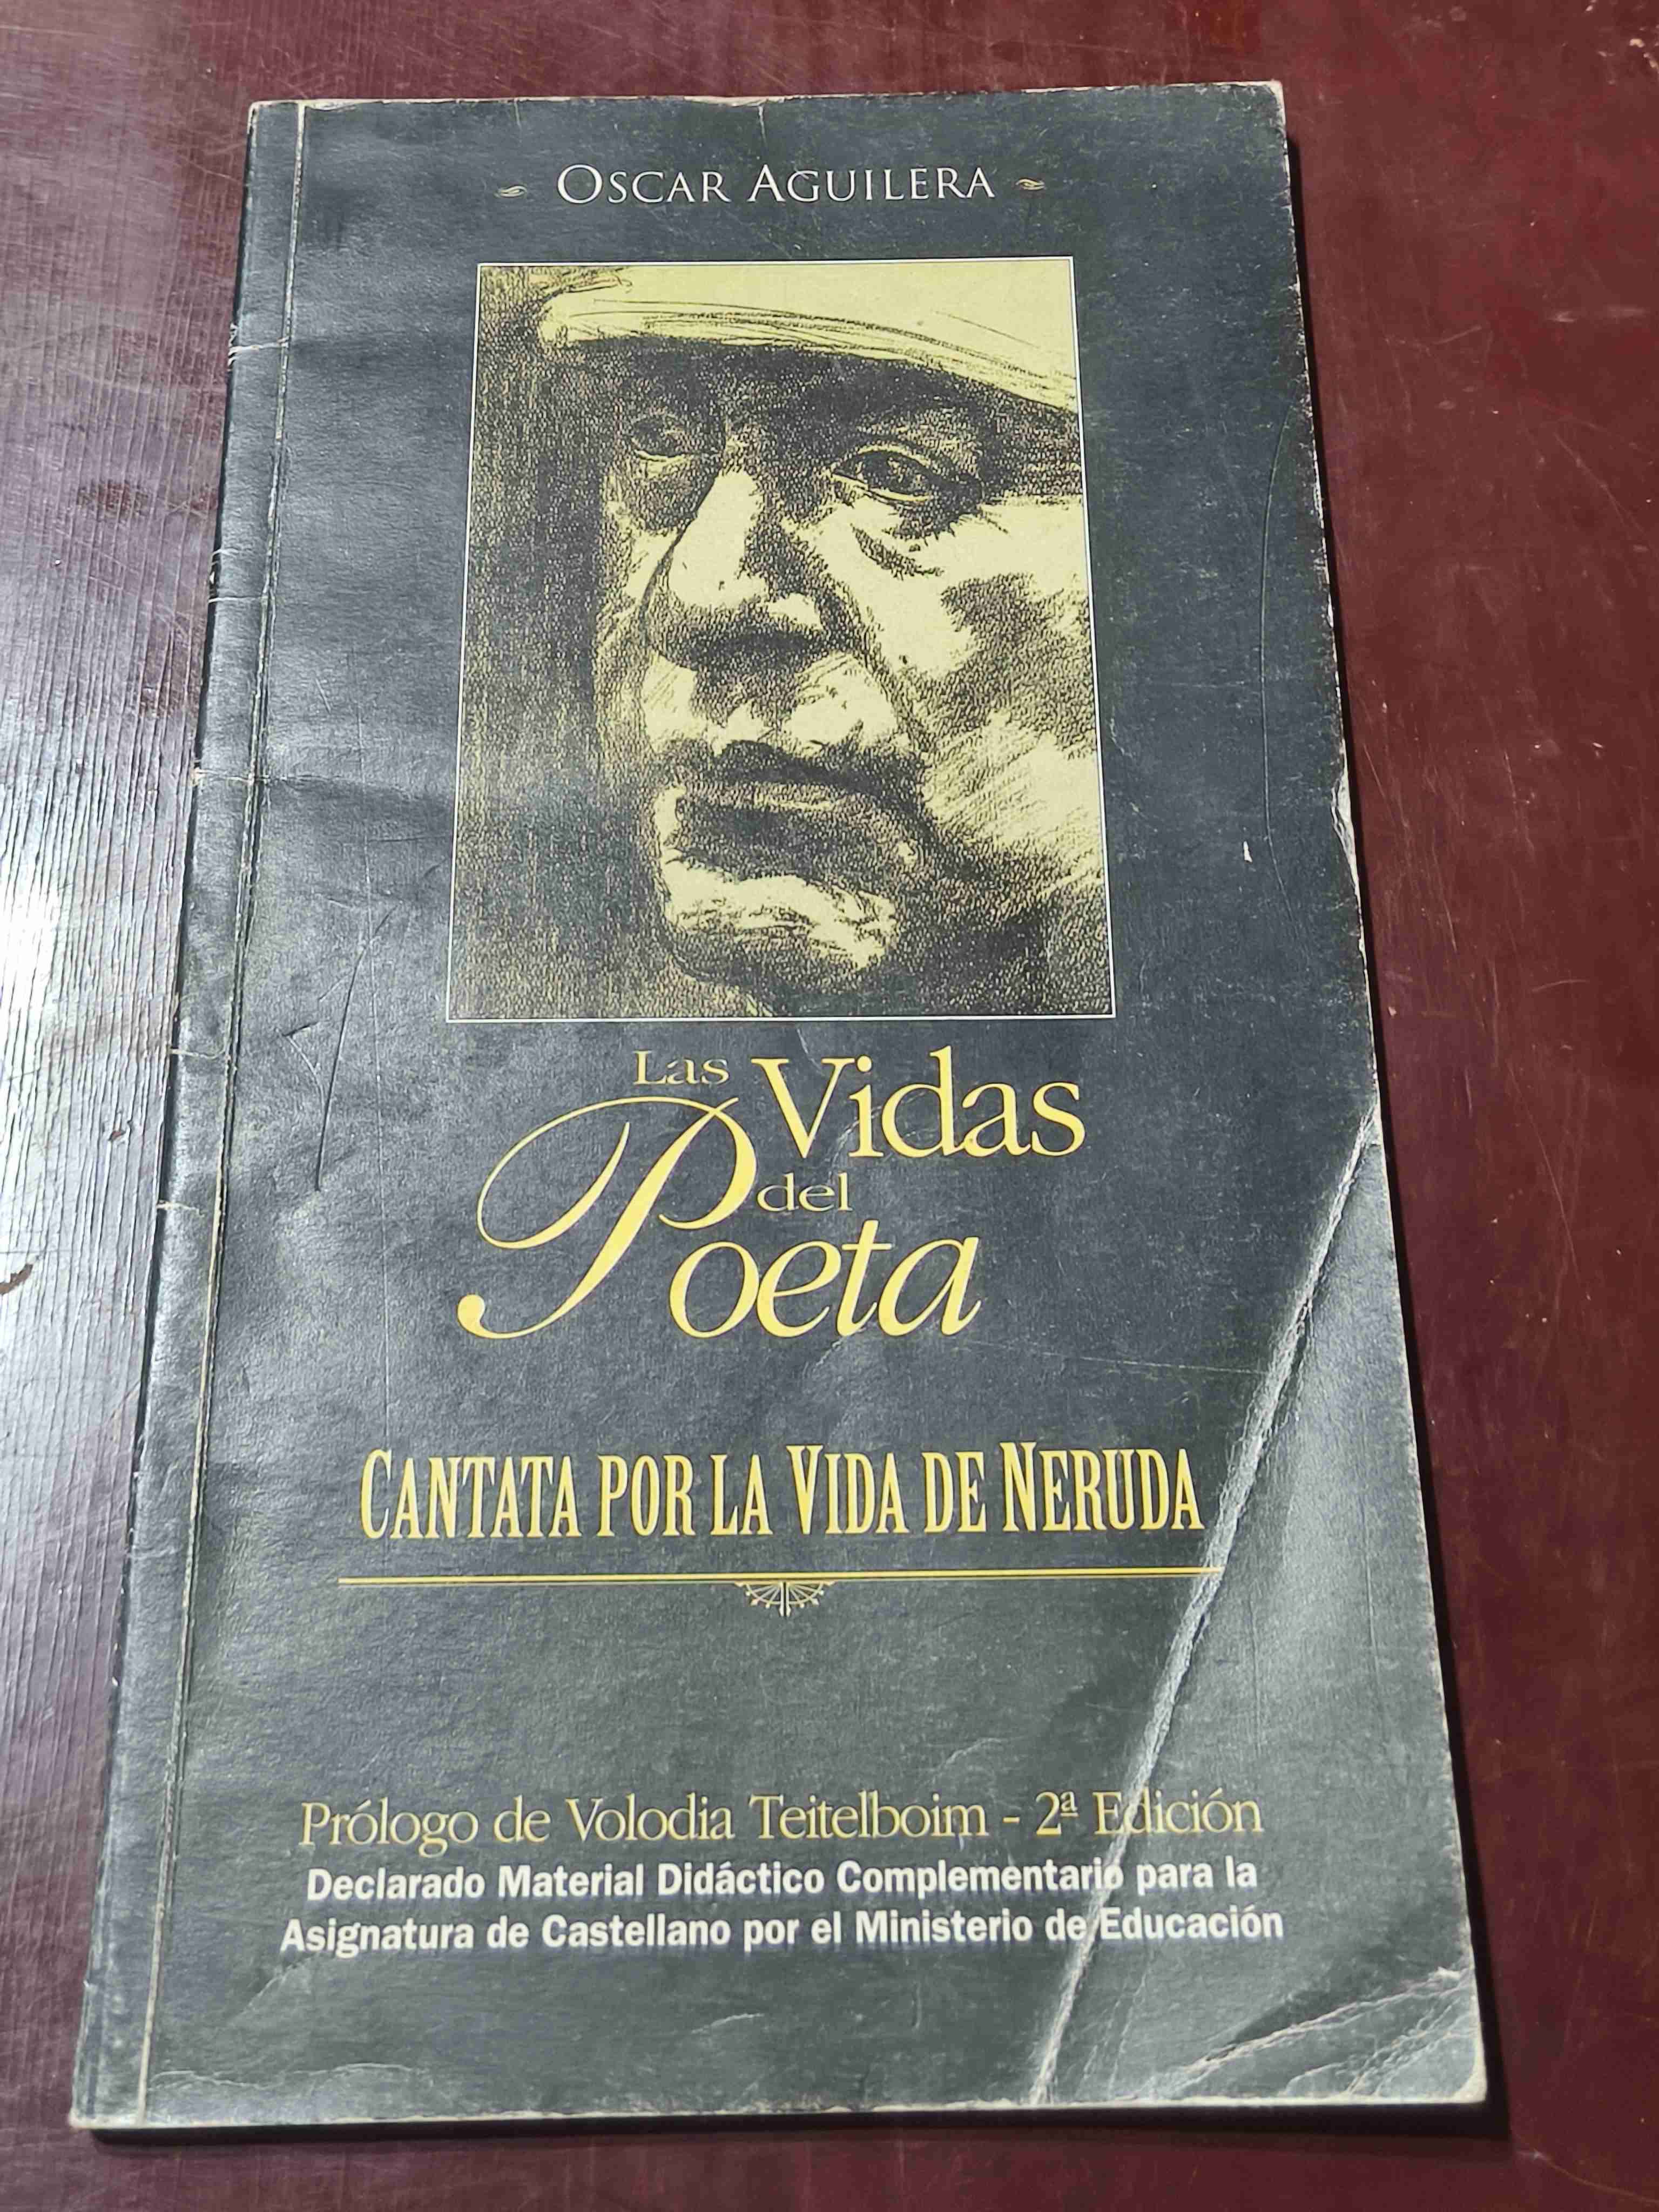 OSCAR AGUILERA
Las Vidas
del
Poeta
CANTATA POR LA VIDA DE NERUDA
Prólogo de Volodia Teitelboim - 2ª Edición
Declarado Material Didáctico Complementario para la
Asignatura de Castellano por el Ministerio de Educación